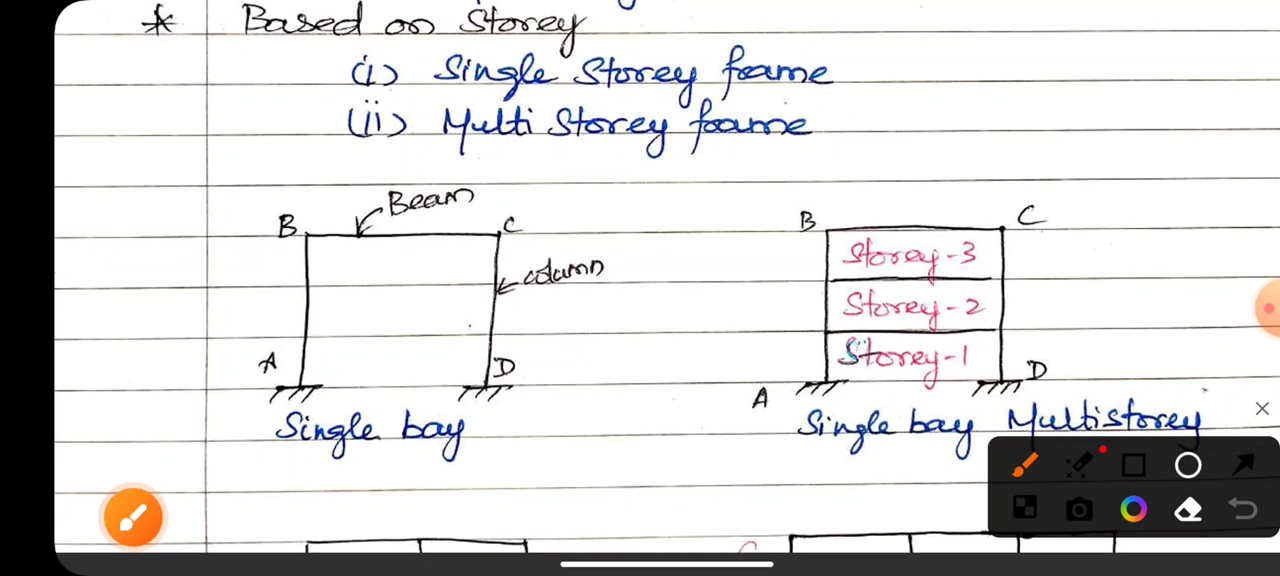 * Based on Storey
(i) Single Storey frame
(ii) Multi Storey frame
Beam
B C
column
A D
Single bay
B C
Storey-3
Storey-2
Storey-1
A D
Single bay Multistorey